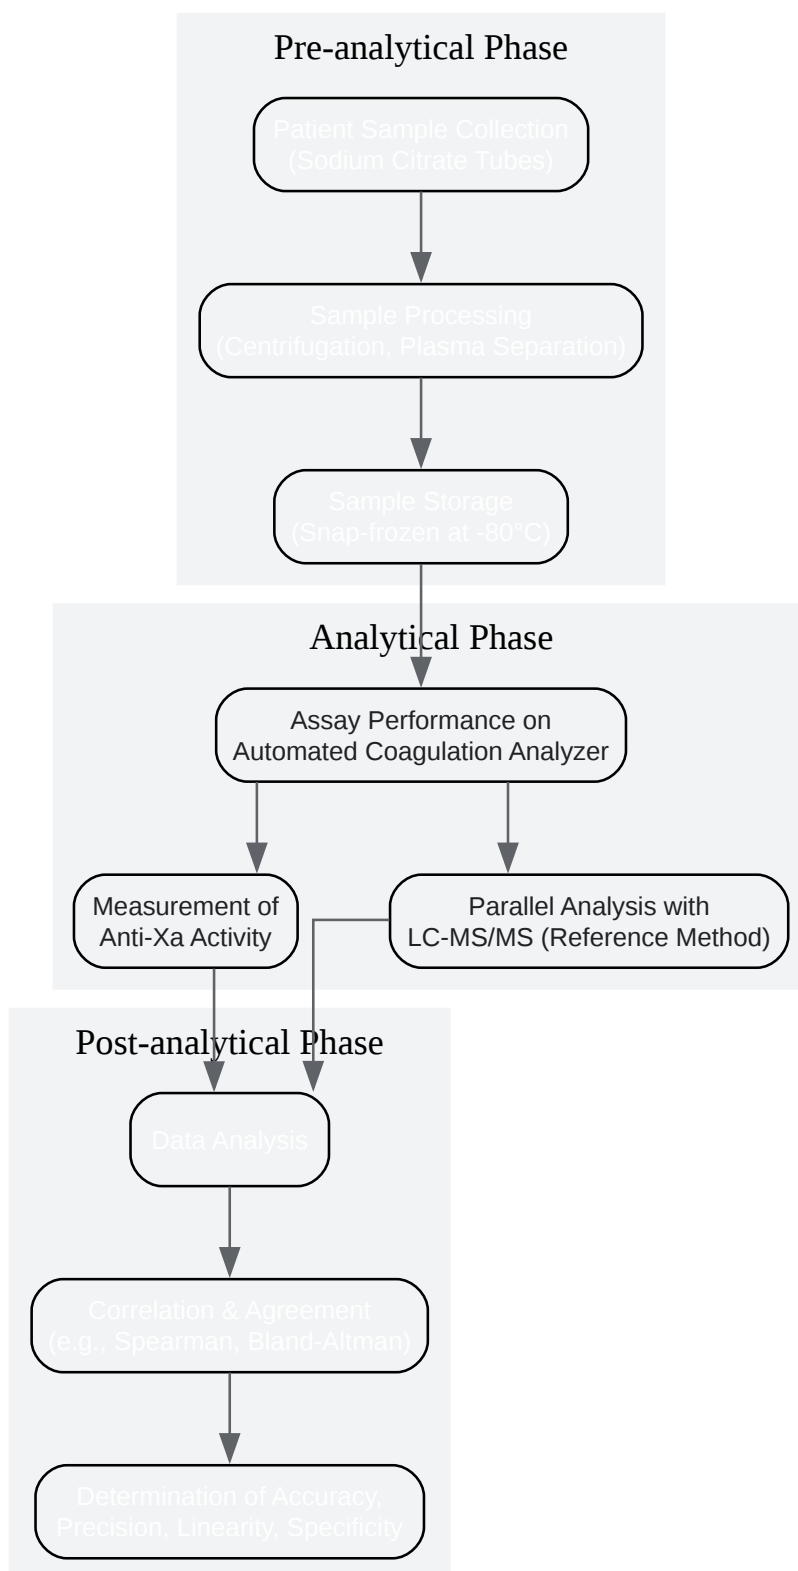 Pre-analytical Phase
Patient Sample Collection
(Sodium Citrate Tubes)
Sample Processing
(Centrifugation, Plasma Separation)
Sample Storage
(Snap-frozen at -80°C)
Analytical Phase
Assay Performance on
Automated Coagulation Analyzer
Measurement of
Anti-Xa Activity
Parallel Analysis with
LC-MS/MS (Reference Method)
Post-analytical Phase
Data Analysis
Correlation & Agreement
(e.g., Spearman, Bland-Altman)
Determination of Accuracy,
Precision, Linearity, Specificity